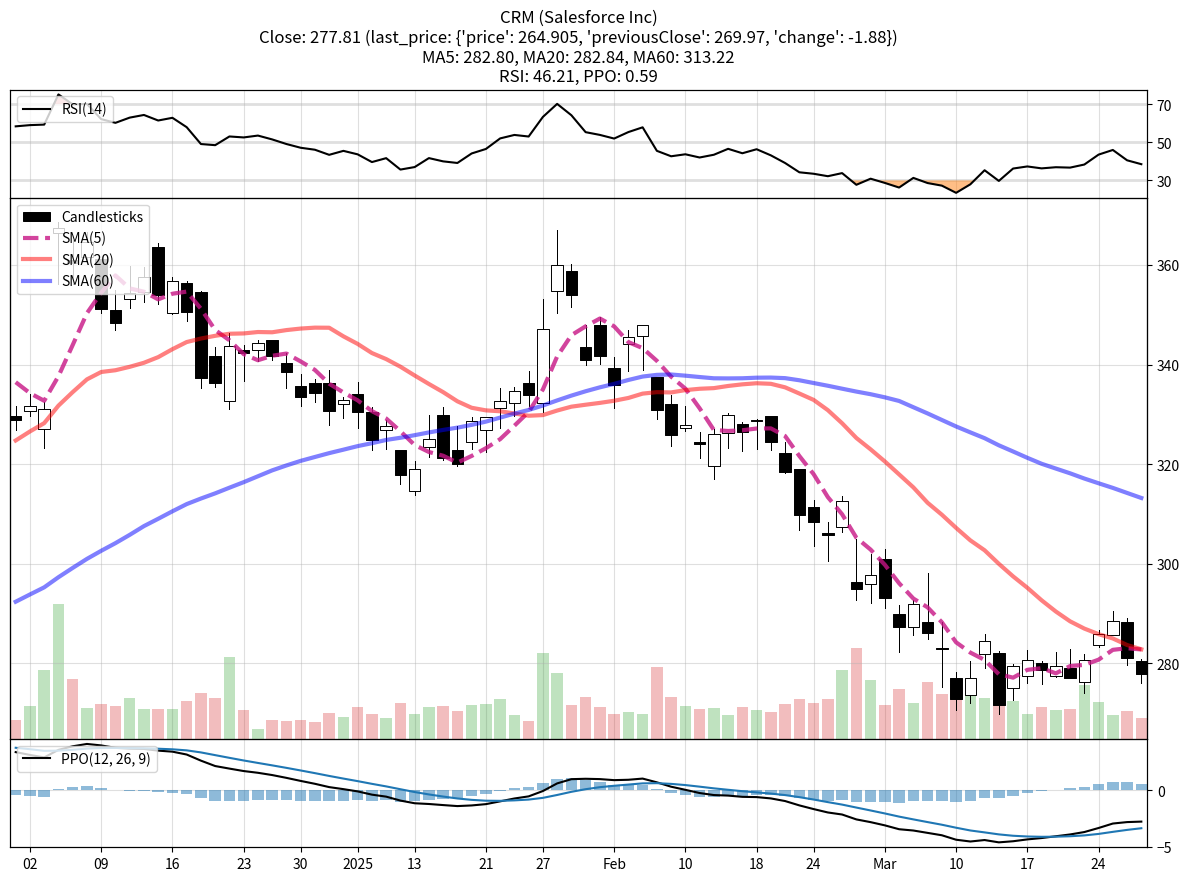 CRM (Salesforce Inc)
Close: 277.81 (last_price: {'price': 264.905, 'previousClose': 269.97, 'change': -1.88})
MA5: 282.80, MA20: 282.84, MA60: 313.22
RSI: 46.21, PPO: 0.59
RSI(14)
70
50
30
Candlesticks
SMA(5)
SMA(20)
SMA(60)
360
340
320
300
280
PPO(12, 26, 9)
0
−5
02 09 16 23 30 2025 13 21 27 Feb 10 18 24 Mar 10 17 24